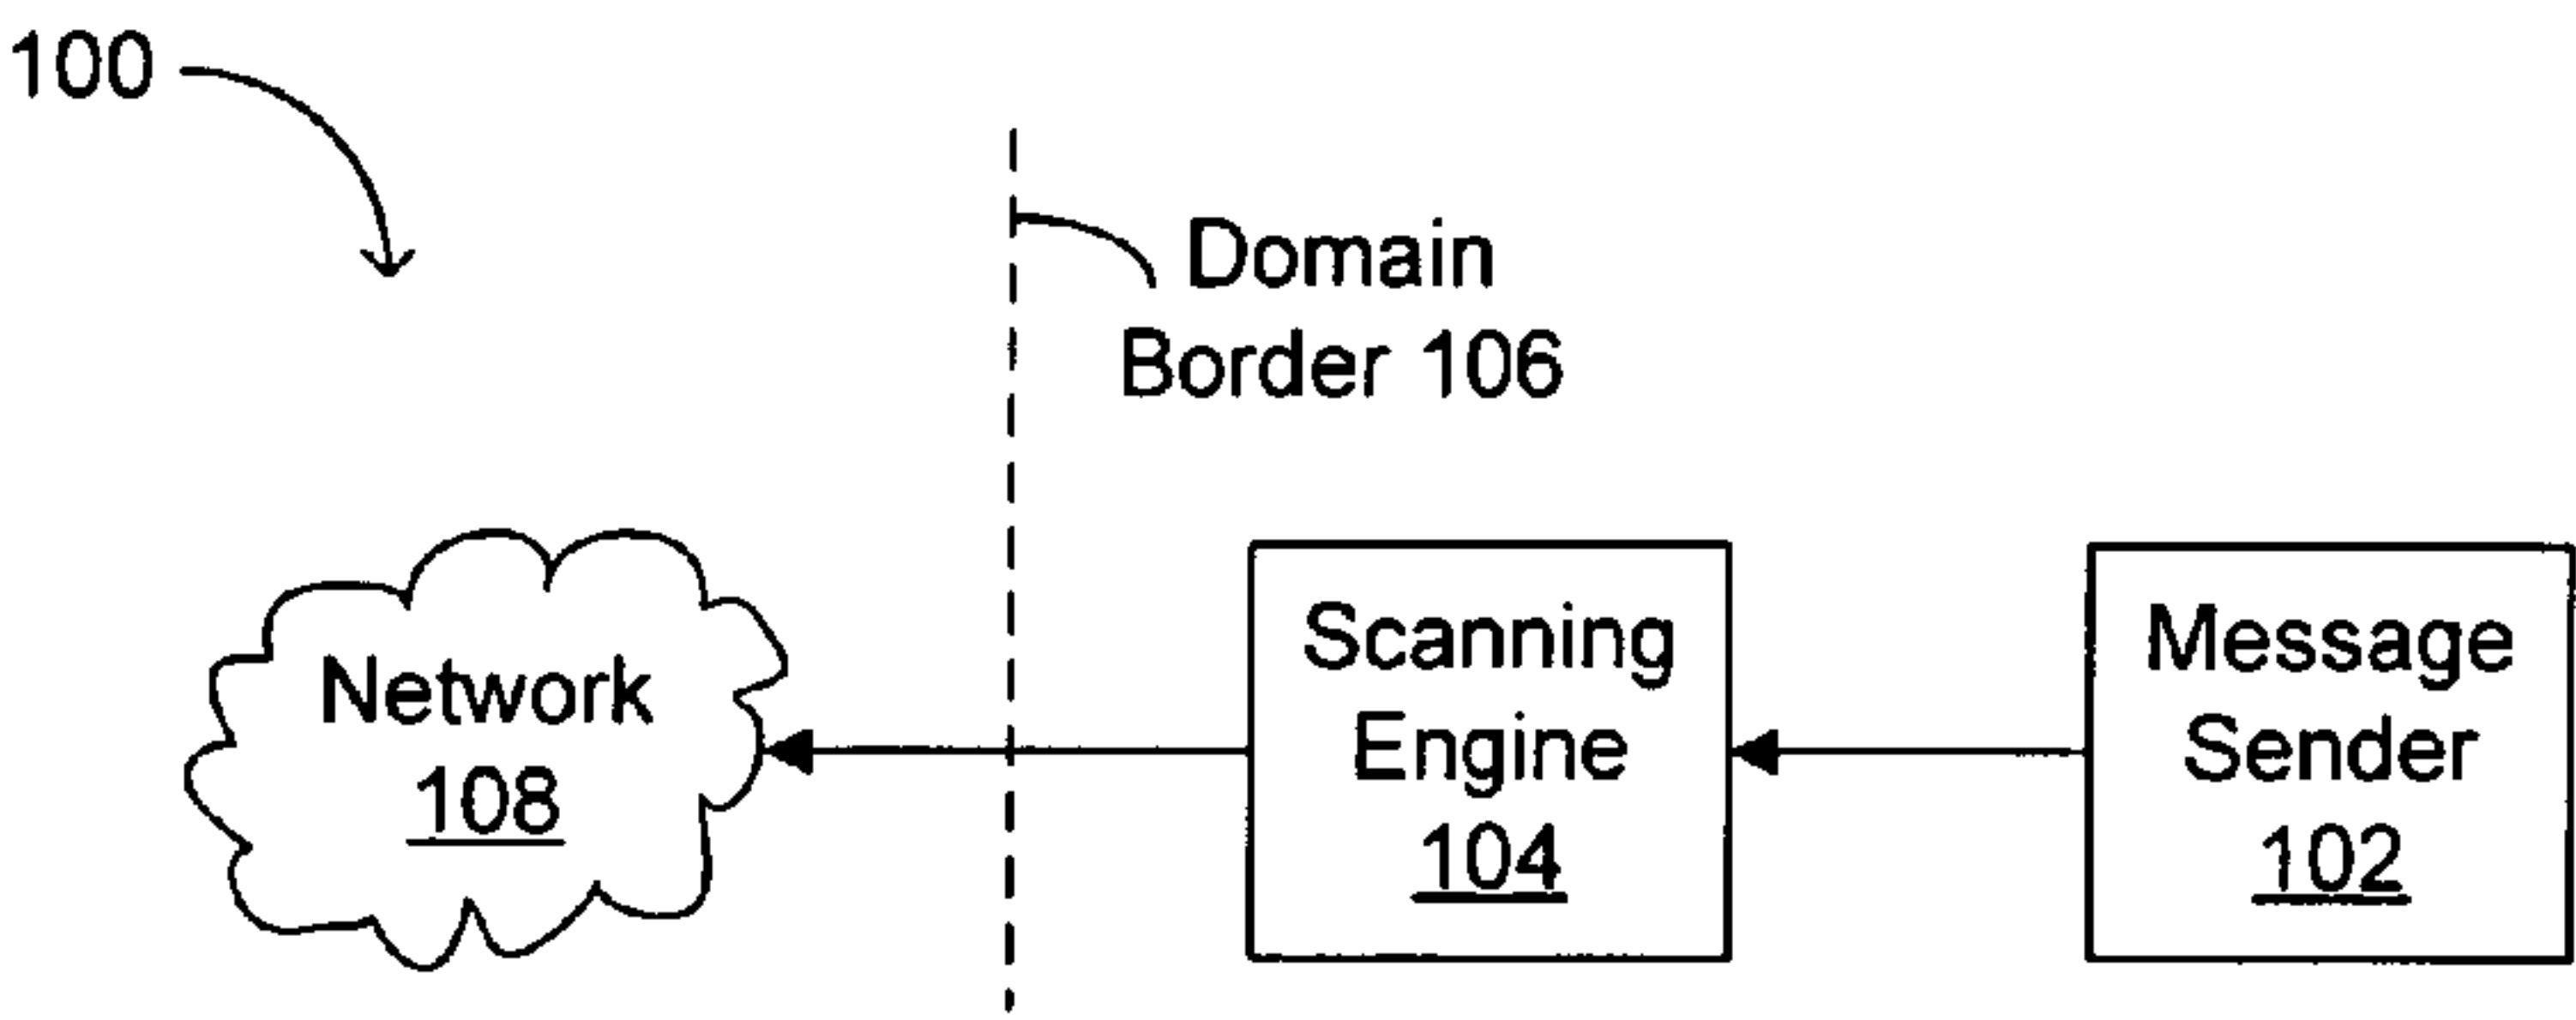 100
Domain
Border 106
Network
108
Scanning
Engine
104
Message
Sender
102